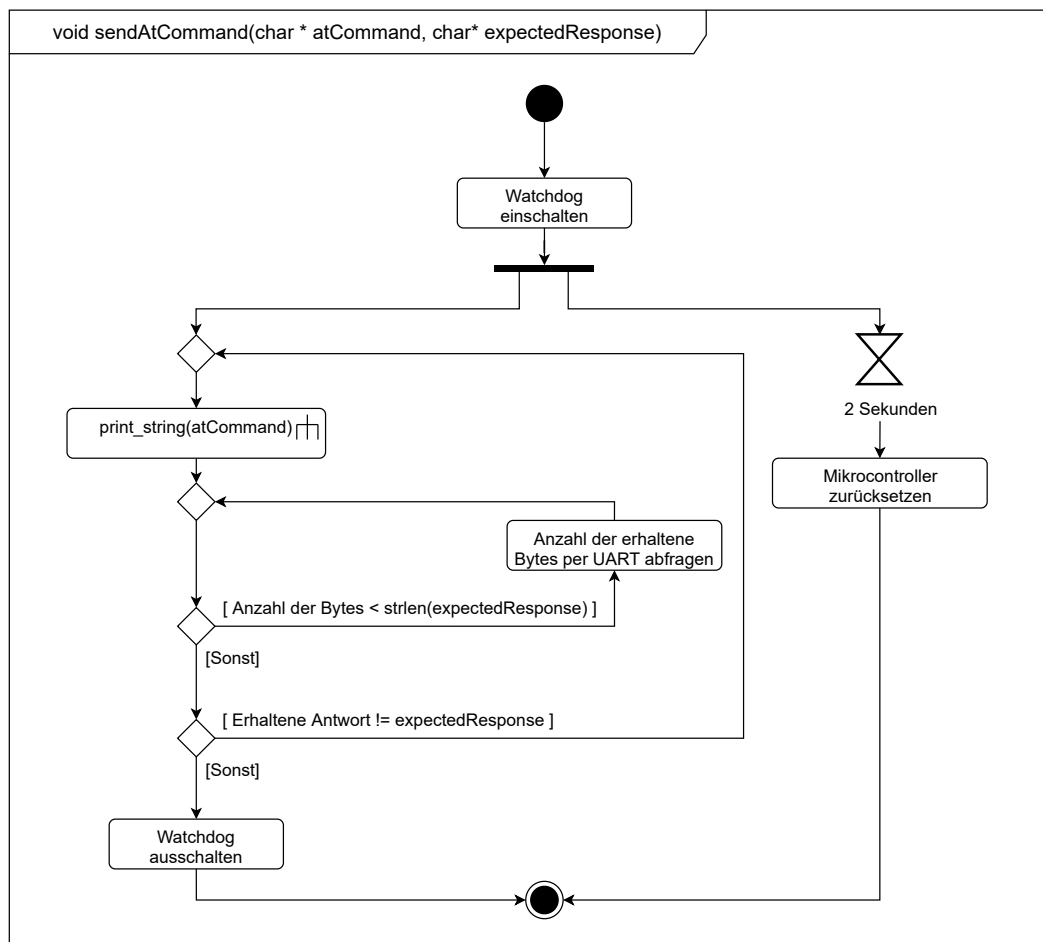 void sendAtCommand(char * atCommand, char* expectedResponse)
Watchdog
einschalten
print_string(atCommand)
2 Sekunden
Mikrocontroller
zurücksetzen
Anzahl der erhaltene
Bytes per UART abfragen
[ Anzahl der Bytes < strlen(expectedResponse) ]
[Sonst]
[ Erhaltene Antwort != expectedResponse ]
[Sonst]
Watchdog
ausschalten